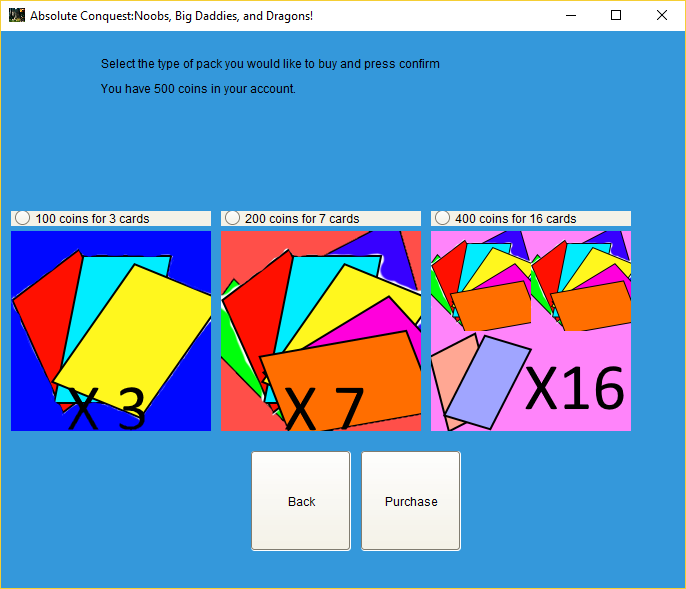 Absolute Conquest:Noobs, Big Daddies, and Dragons!
Select the type of pack you would like to buy and press confirm
You have 500 coins in your account.
100 coins for 3 cards
200 coins for 7 cards
400 coins for 16 cards
X 3
X 7
X16
Back
Purchase